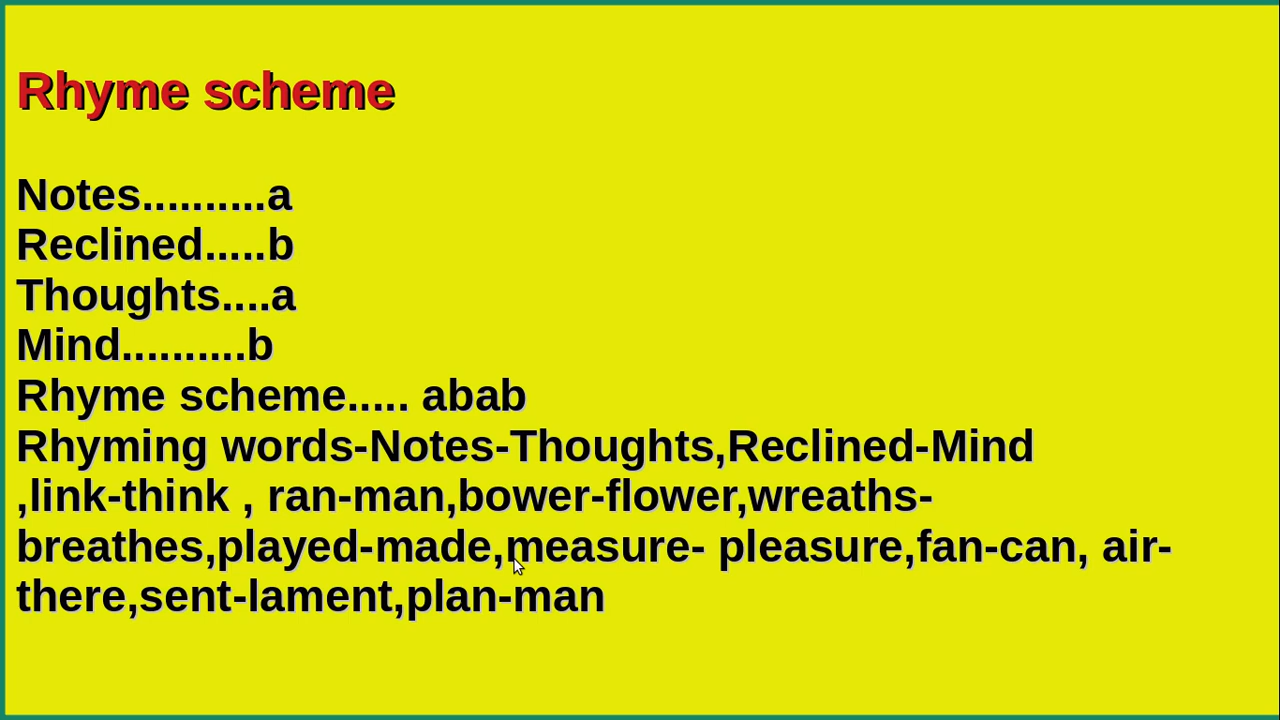 Rhyme scheme
Notes..........a
Reclined.....b
Thoughts....a
Mind..........b
Rhyme scheme..... abab
Rhyming words-Notes-Thoughts,Reclined-Mind
,link-think , ran-man,bower-flower,wreaths-
breathes,played-made,measure- pleasure,fan-can, air-
there,sent-lament,plan-man